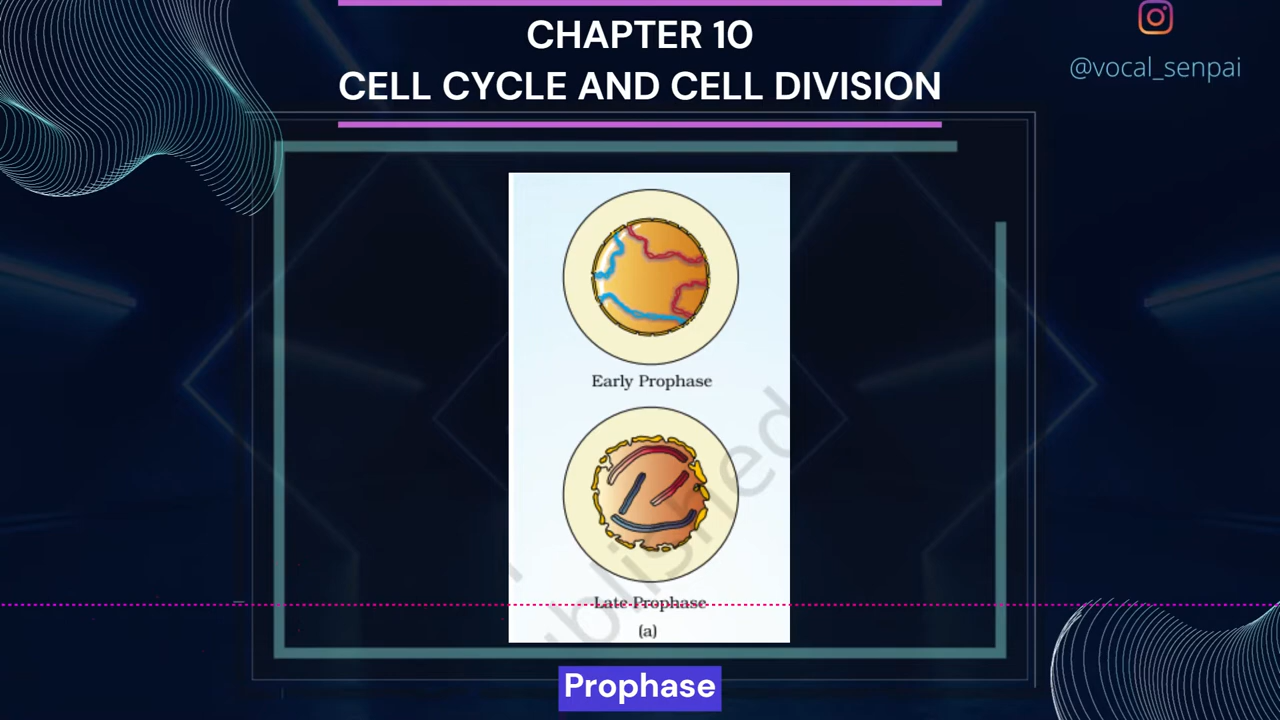 CHAPTER 10
CELL CYCLE AND CELL DIVISION
@vocal_senpai
Early Prophase
Late Prophase
(a)
Prophase